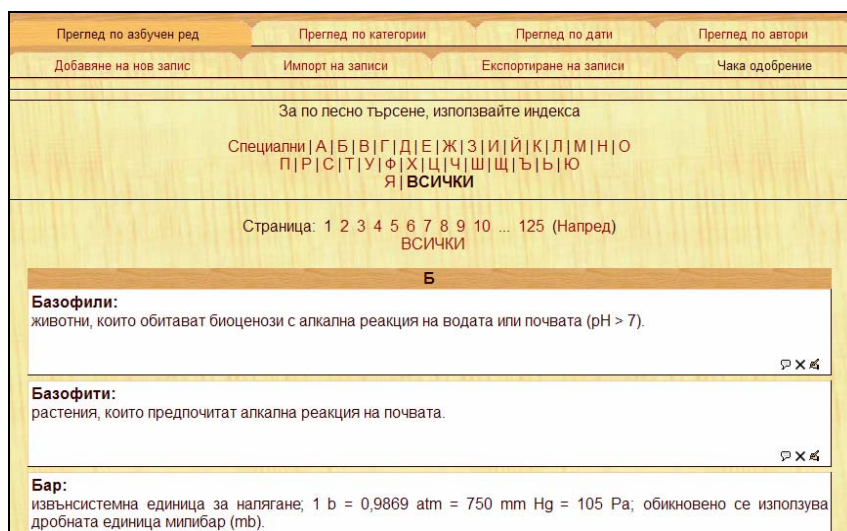 Преглед по азбучен ред Преглед по категории Преглед по дати Преглед по автори
Добавяне на нов запис Импорт на записи Експортиране на записи Чака одобрение
За по лесно търсене, използвайте индекса
Специални | А | Б | В | Г | Д | Е | Ж | З | И | Й | К | Л | М | Н | О
П | Р | С | Т | У | Ф | Х | Ц | Ч | Ш | Щ | Ъ | Ь | Ю
Я | ВСИЧКИ
Страница: 1 2 3 4 5 6 7 8 9 10 ... 125 (Напред)
ВСИЧКИ
Б
Базофили:
животни, които обитават биоценози с алкална реакция на водата или почвата (pH > 7).
Базофити:
растения, които предпочитат алкална реакция на почвата.
Бар:
извънсистемна единица за налягане; 1 b = 0,9869 atm = 750 mm Hg = 105 Pa; обикновено се използува
дробната единица милибар (mb).